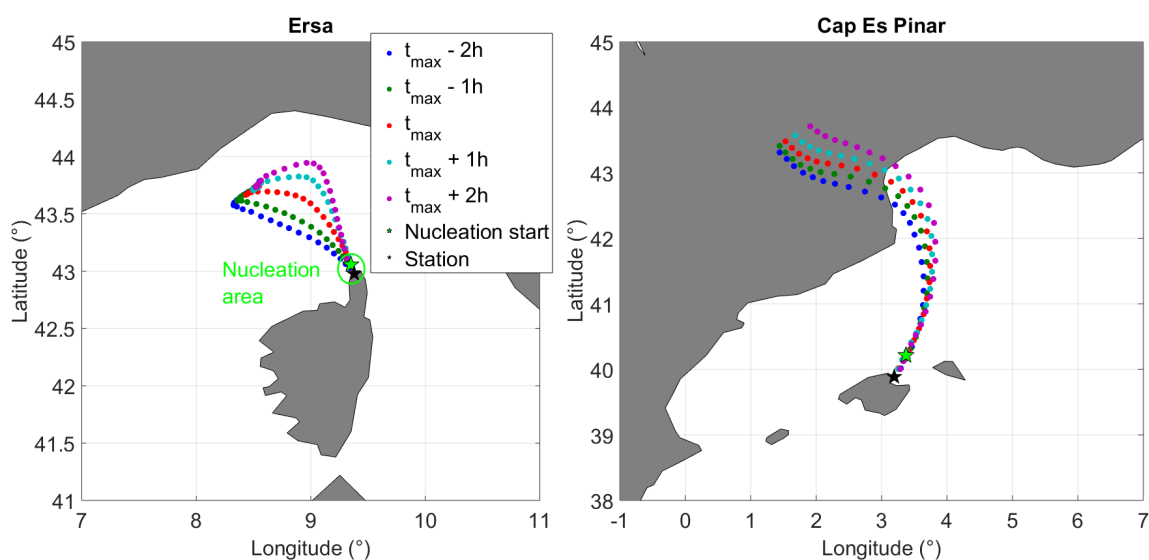 Ersa
45
44.5
44
43.5
43
42.5
42
41.5
41
7
8
9
10
11
Latitude (°)
Longitude (°)
t_max - 2h
t_max - 1h
t_max
t_max + 1h
t_max + 2h
Nucleation start
Station
Nucleation
area
Cap Es Pinar
45
44
43
42
41
40
39
38
-1
0
1
2
3
4
5
6
7
Latitude (°)
Longitude (°)